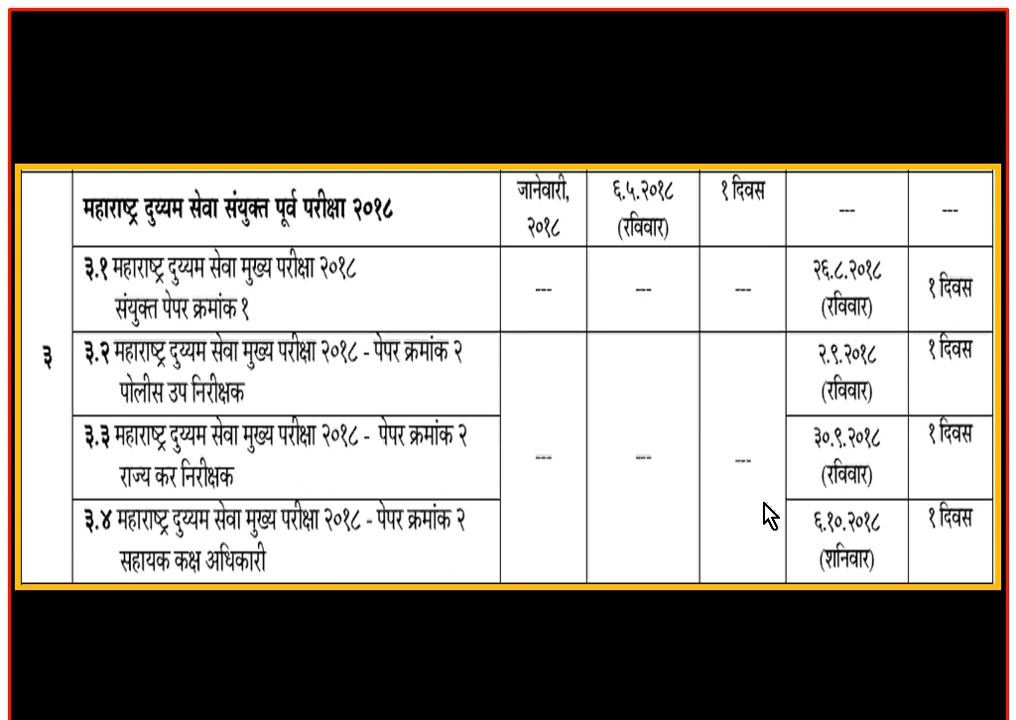 महाराष्ट्र दुय्यम सेवा संयुक्त पूर्व परीक्षा २०१८
जानेवारी,
२०१८
६.५.२०१८
(रविवार)
१ दिवस
---
---
३
३.१ महाराष्ट्र दुय्यम सेवा मुख्य परीक्षा २०१८
संयुक्त पेपर क्रमांक १
---
---
---
२६.८.२०१८
(रविवार)
१ दिवस
३.२ महाराष्ट्र दुय्यम सेवा मुख्य परीक्षा २०१८ - पेपर क्रमांक २
पोलीस उप निरीक्षक
२.९.२०१८
(रविवार)
१ दिवस
३.३ महाराष्ट्र दुय्यम सेवा मुख्य परीक्षा २०१८ - पेपर क्रमांक २
राज्य कर निरीक्षक
---
---
---
३०.९.२०१८
(रविवार)
१ दिवस
३.४ महाराष्ट्र दुय्यम सेवा मुख्य परीक्षा २०१८ - पेपर क्रमांक २
सहायक कक्ष अधिकारी
६.१०.२०१८
(शनिवार)
१ दिवस